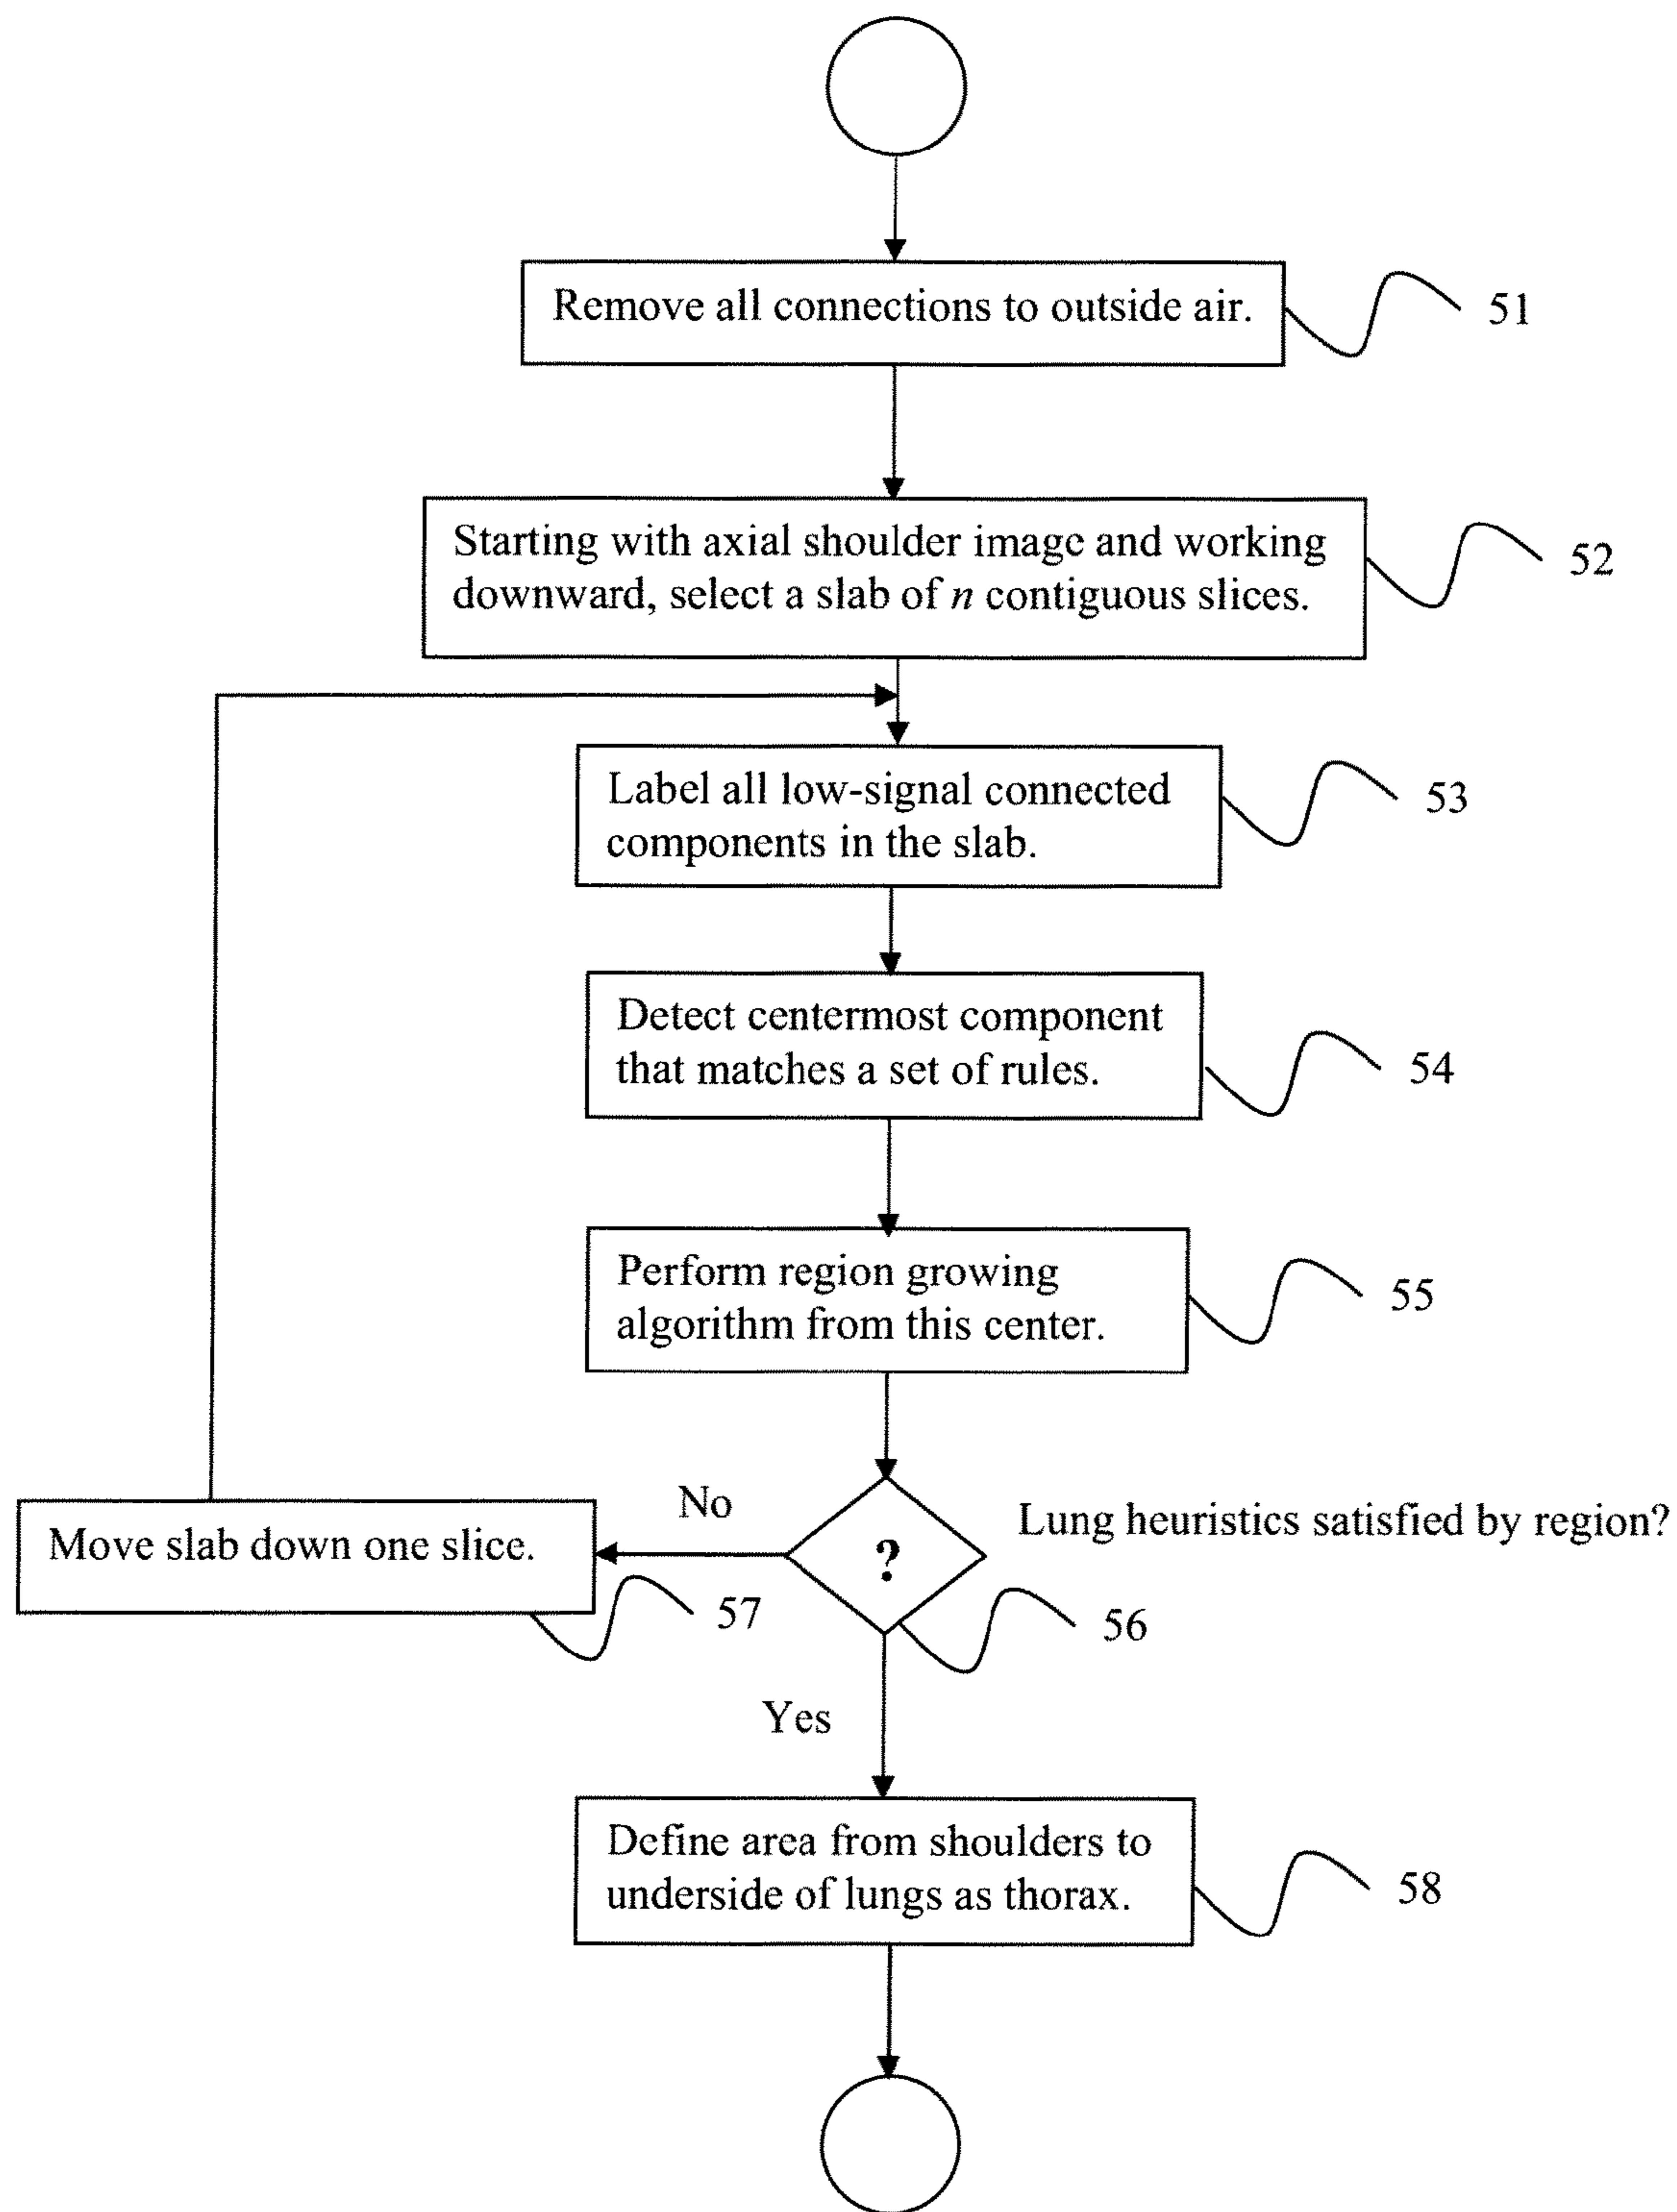 Remove all connections to outside air.
51
Starting with axial shoulder image and working
downward, select a slab of n contiguous slices.
52
Label all low-signal connected
components in the slab.
53
Detect centermost component
that matches a set of rules.
54
Perform region growing
algorithm from this center.
55
No
Lung heuristics satisfied by region?
Move slab down one slice.
?
57
56
Yes
Define area from shoulders to
underside of lungs as thorax.
58